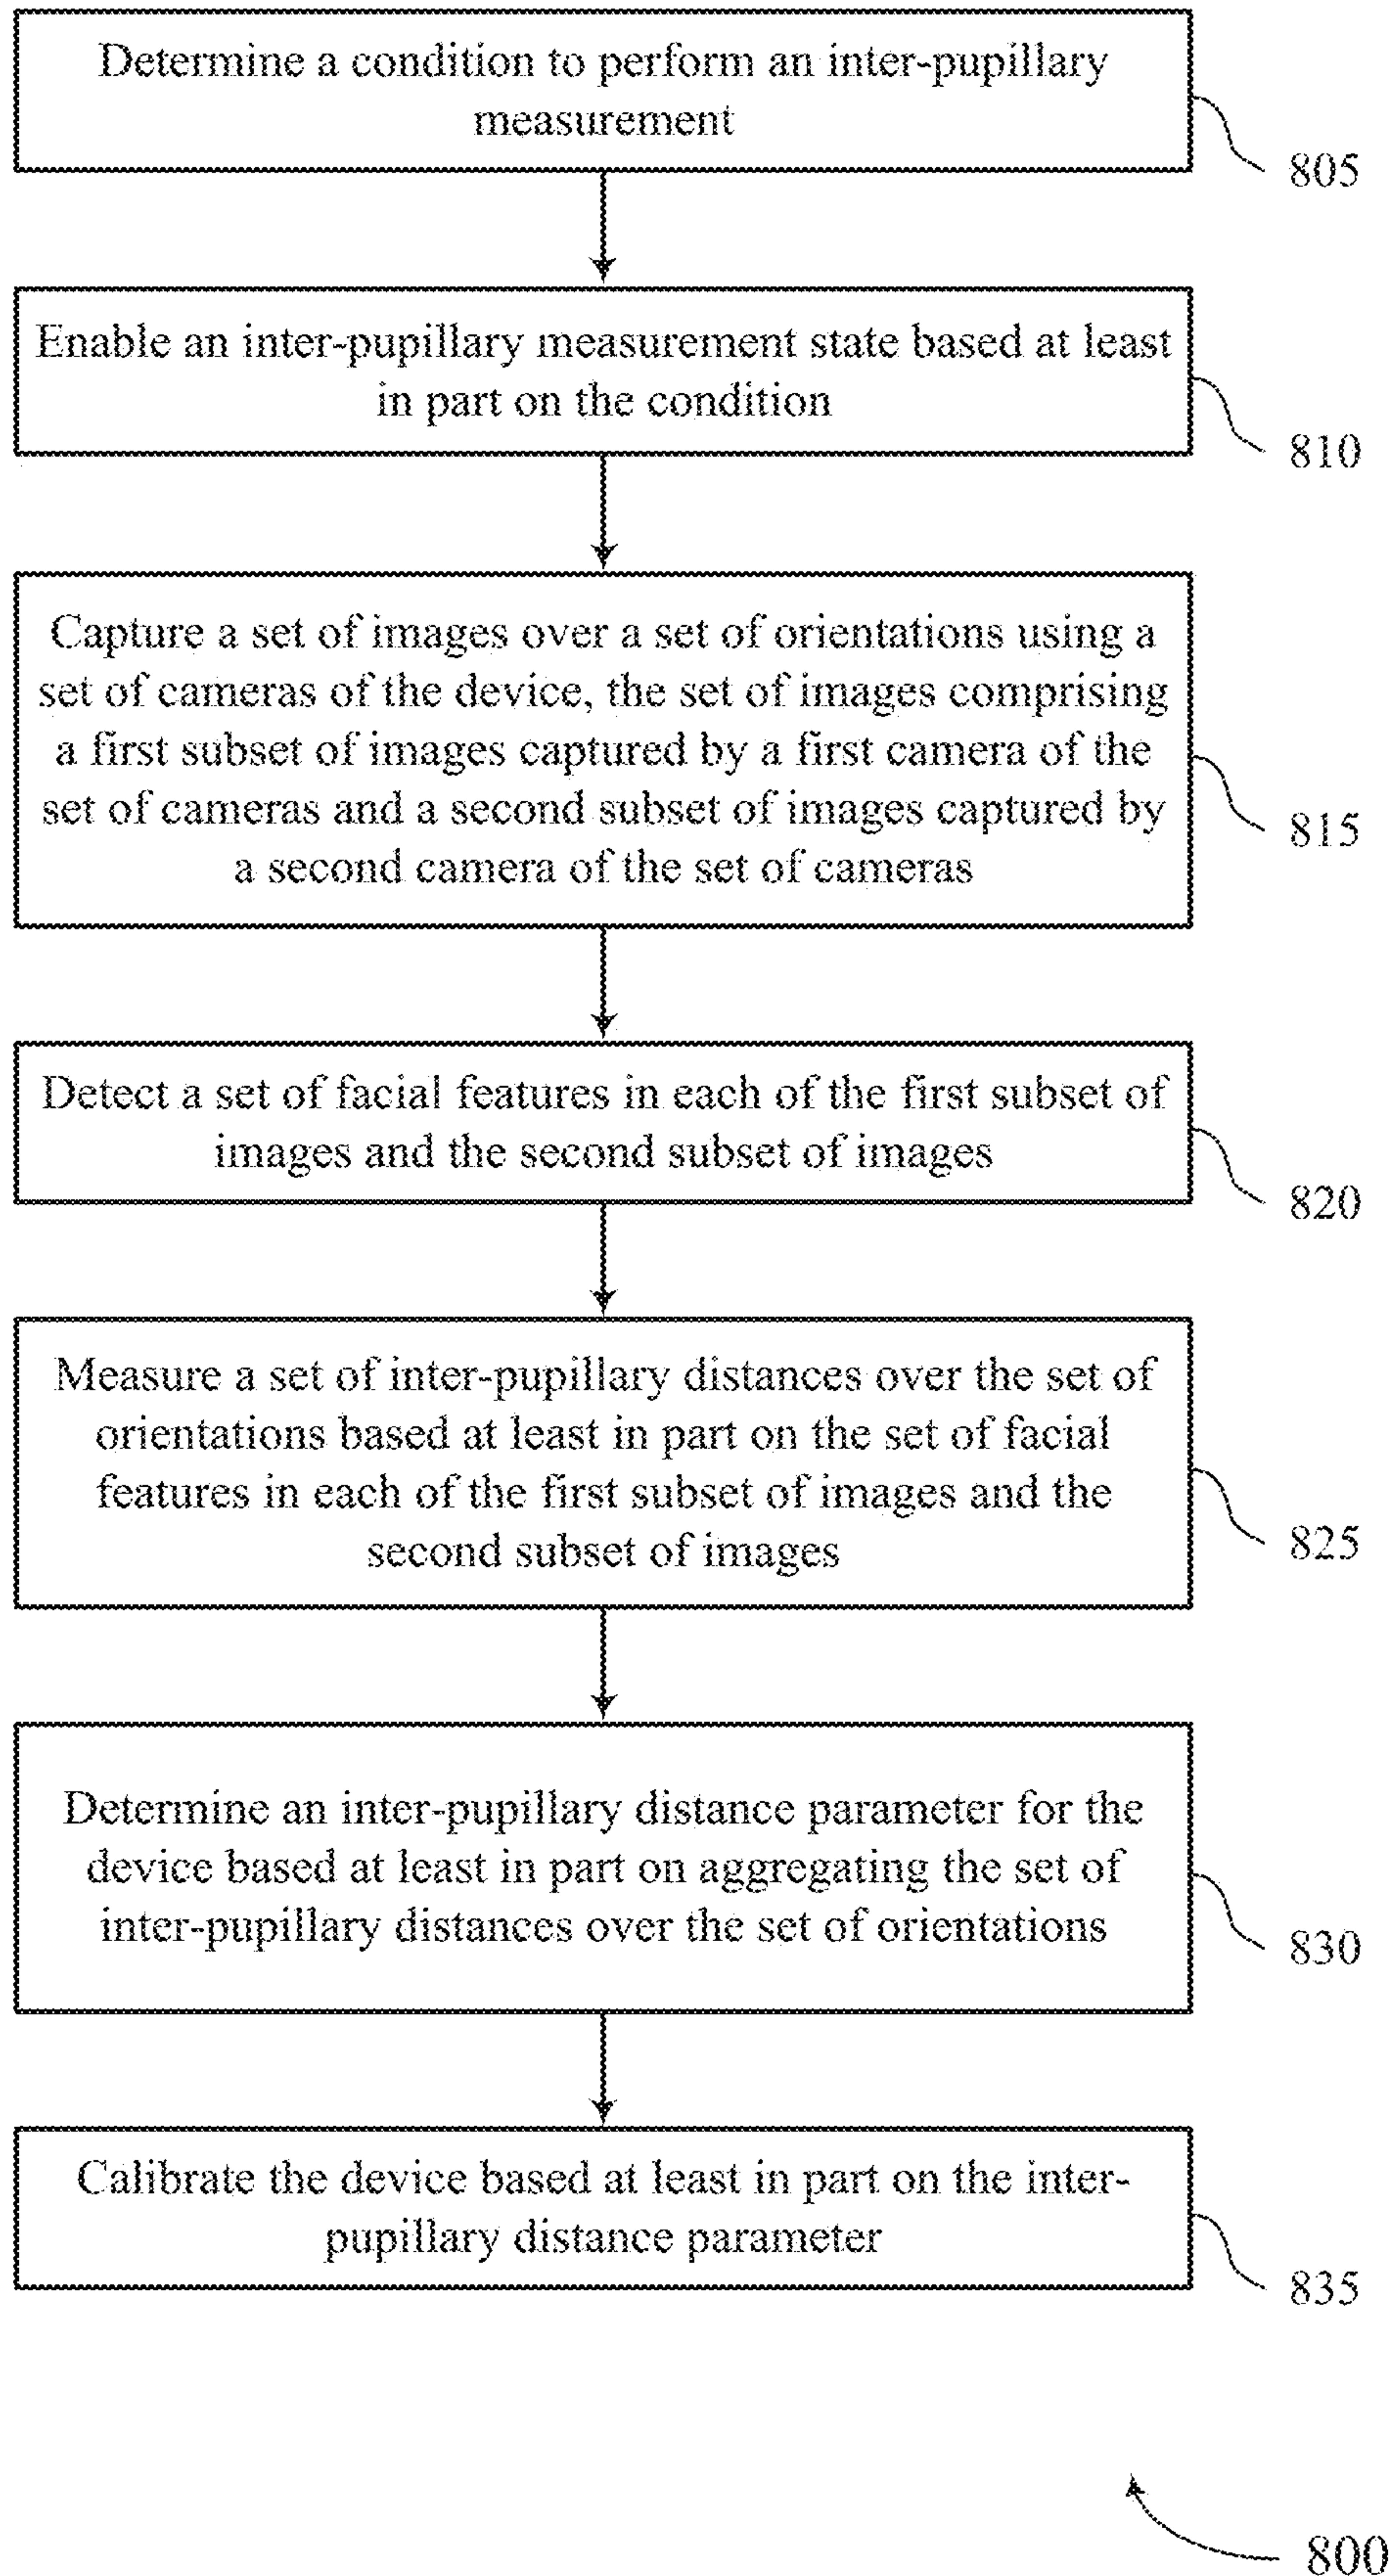 Determine a condition to perform an inter-pupillary
measurement
805
Enable an inter-pupillary measurement state based at least
in part on the condition
810
Capture a set of images over a set of orientations using a
set of cameras of the device, the set of images comprising
a first subset of images captured by a first camera of the
set of cameras and a second subset of images captured by
a second camera of the set of cameras
815
Detect a set of facial features in each of the first subset of
images and the second subset of images
820
Measure a set of inter-pupillary distances over the set of
orientations based at least in part on the set of facial
features in each of the first subset of images and the
second subset of images
825
Determine an inter-pupillary distance parameter for the
device based at least in part on aggregating the set of
inter-pupillary distances over the set of orientations
830
Calibrate the device based at least in part on the inter-
pupillary distance parameter
835
800